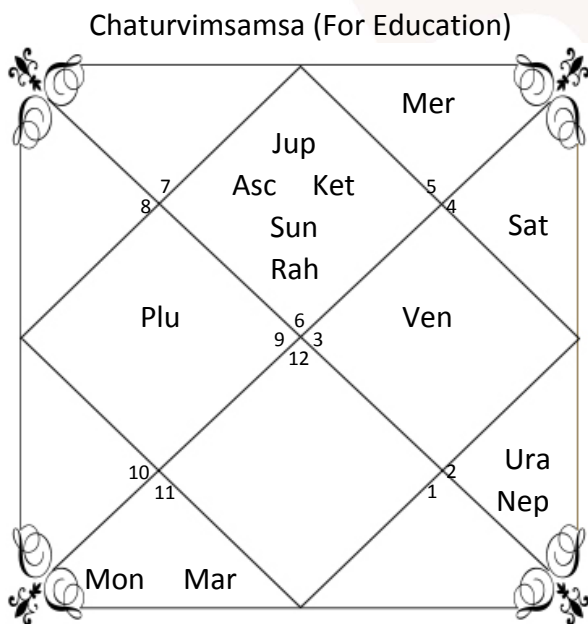 Chaturvimsamsa (For Education)
Mer
Jup
7 5
Asc Ket
8 4
Sun
Sat
Rah
Plu Ven
6
9 3
12
Ura
10 2
11 1
Nep
Mon Mar